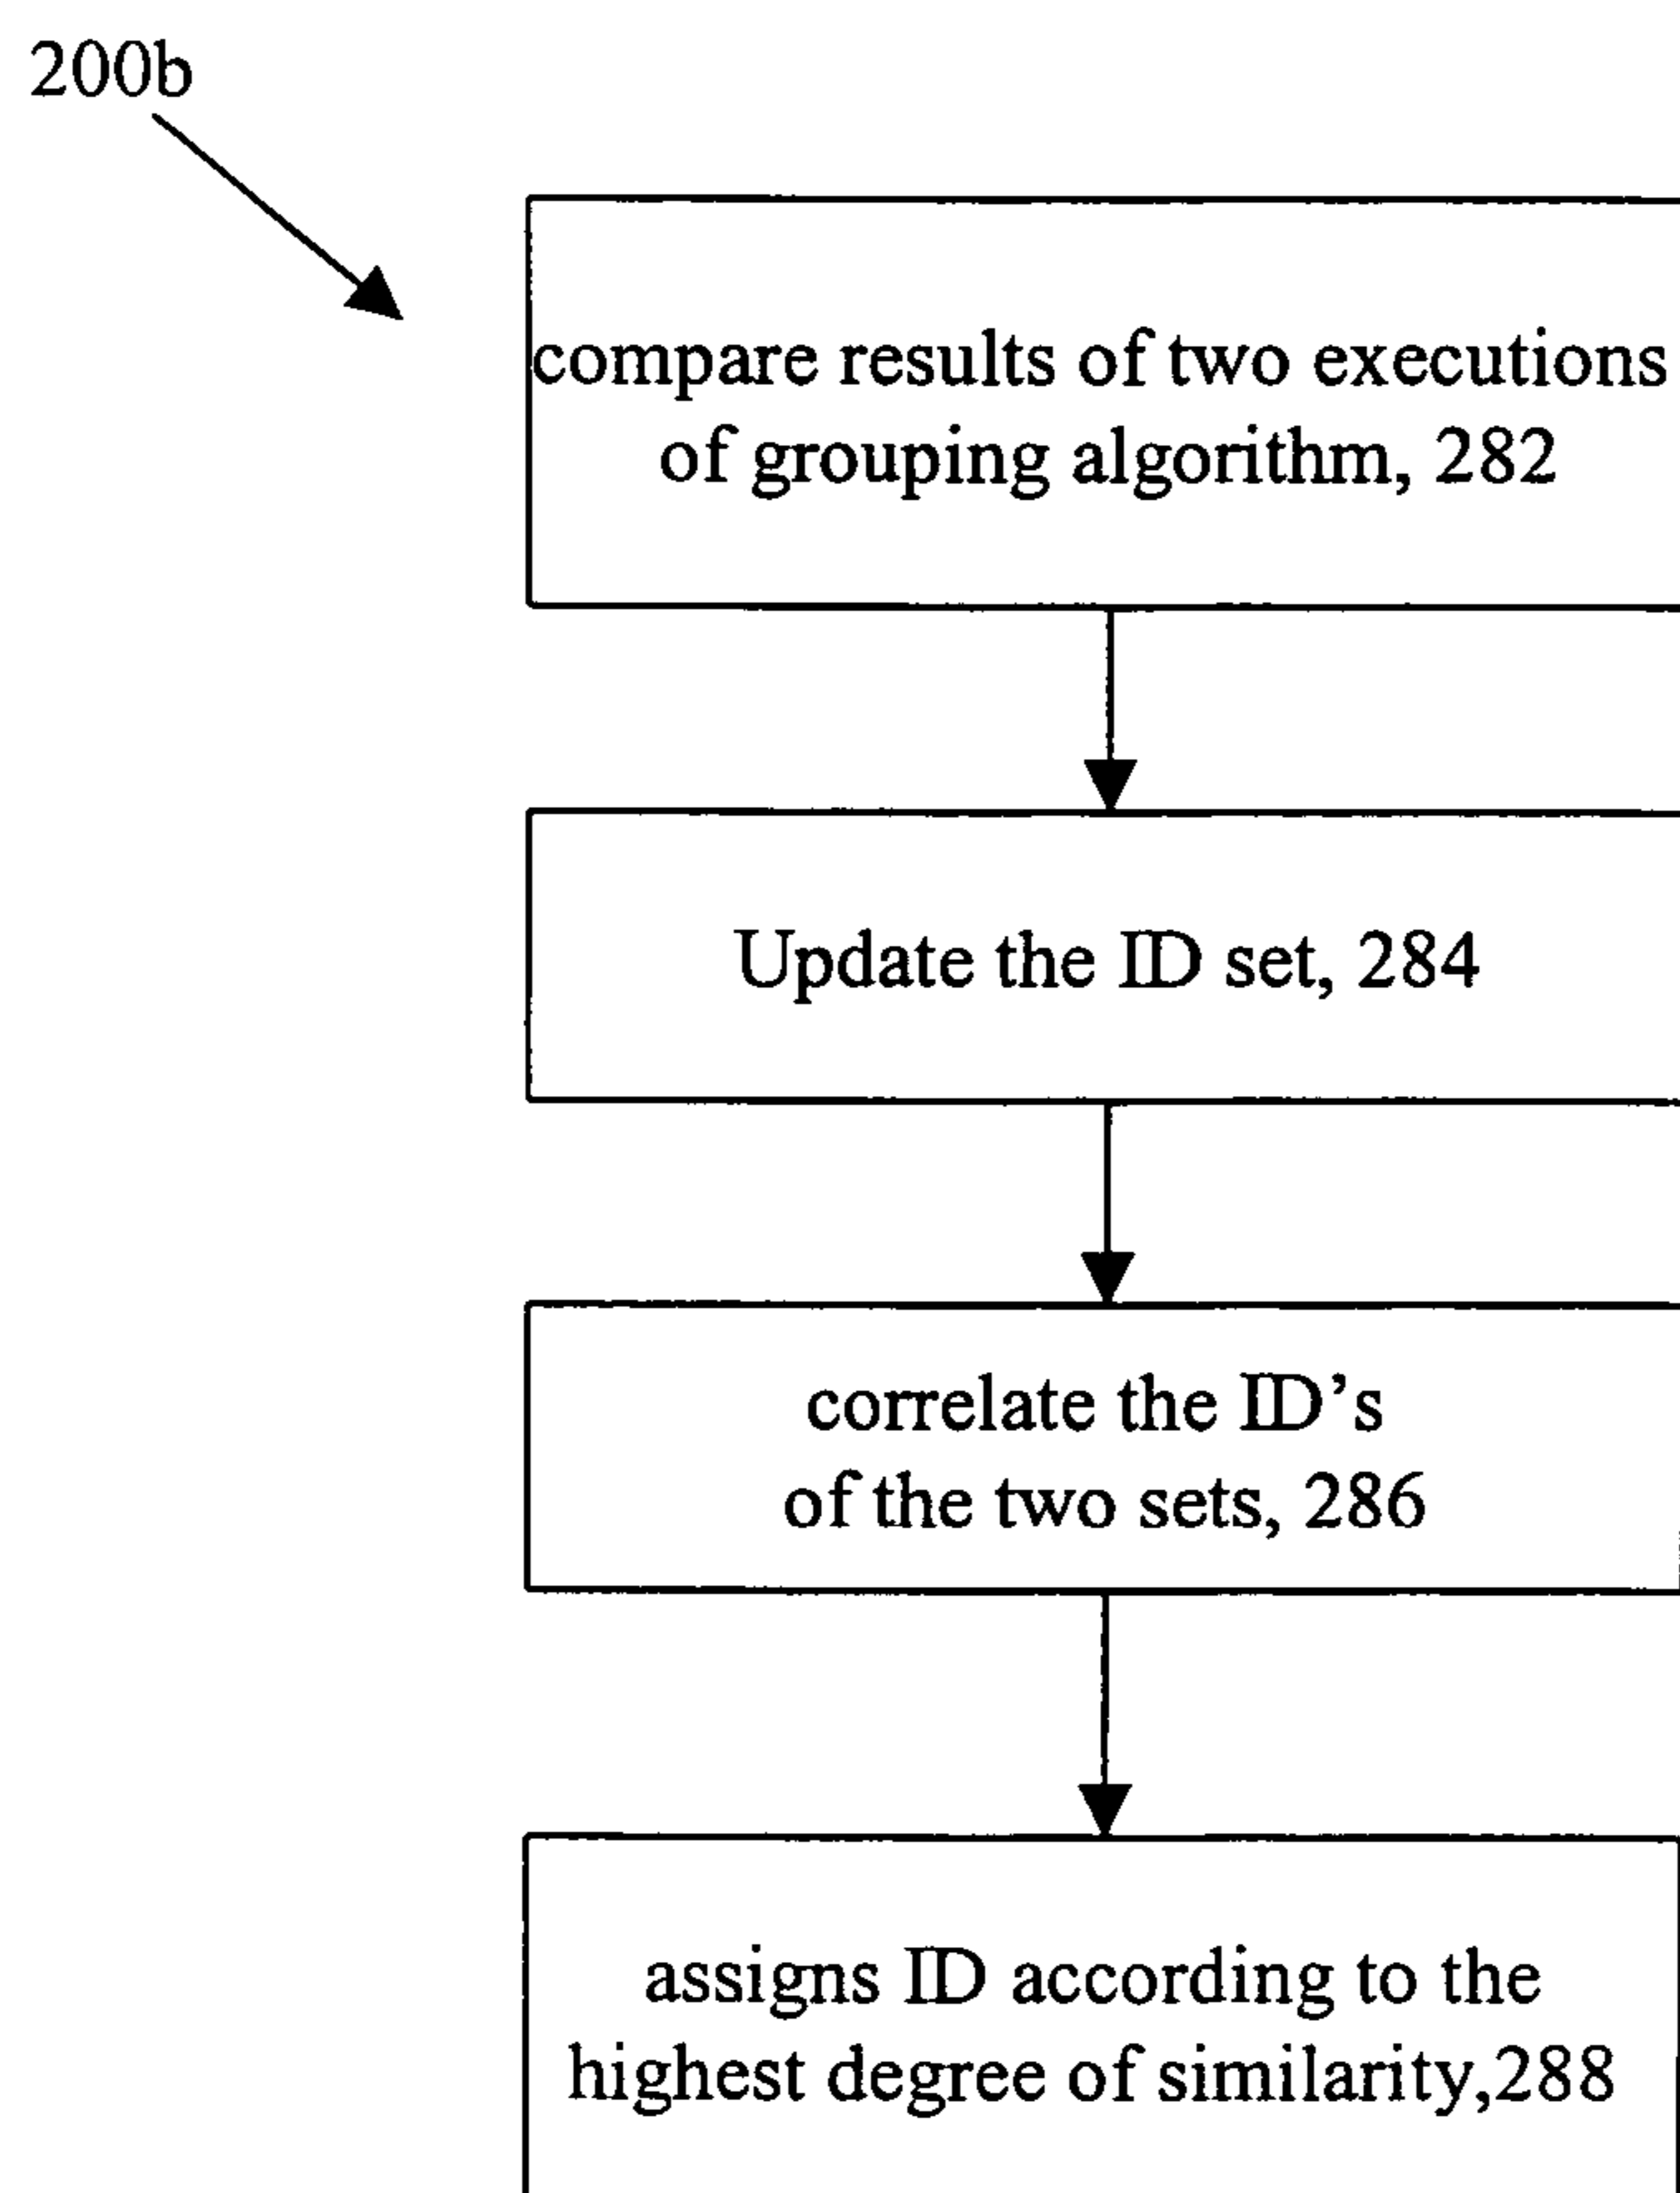 200b
compare results of two executions
of grouping algorithm, 282
Update the ID set, 284
correlate the ID's
of the two sets, 286
assigns ID according to the
highest degree of similarity,288